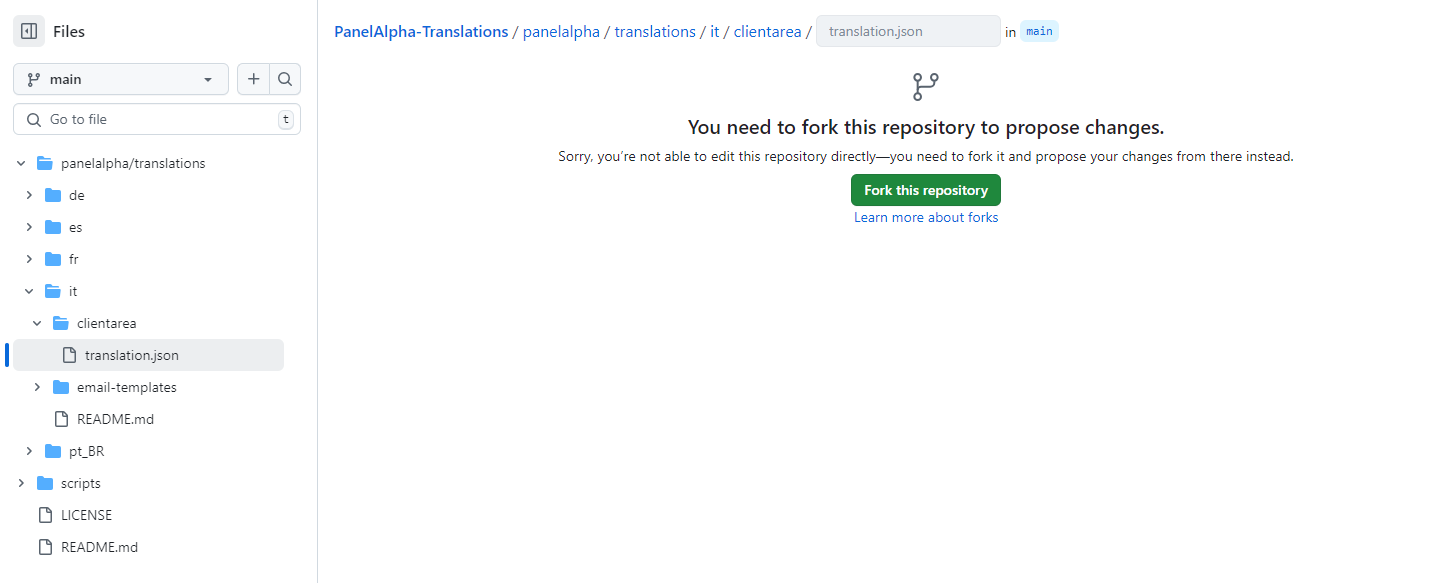 Files
main
Go to file
t
panelalpha/translations
de
es
fr
it
clientarea
translation.json
email-templates
README.md
pt_BR
scripts
LICENSE
README.md
PanelAlpha-Translations / panelalpha / translations / it / clientarea / translation.json in main
You need to fork this repository to propose changes.
Sorry, you’re not able to edit this repository directly—you need to fork it and propose your changes from there instead.
Fork this repository
Learn more about forks